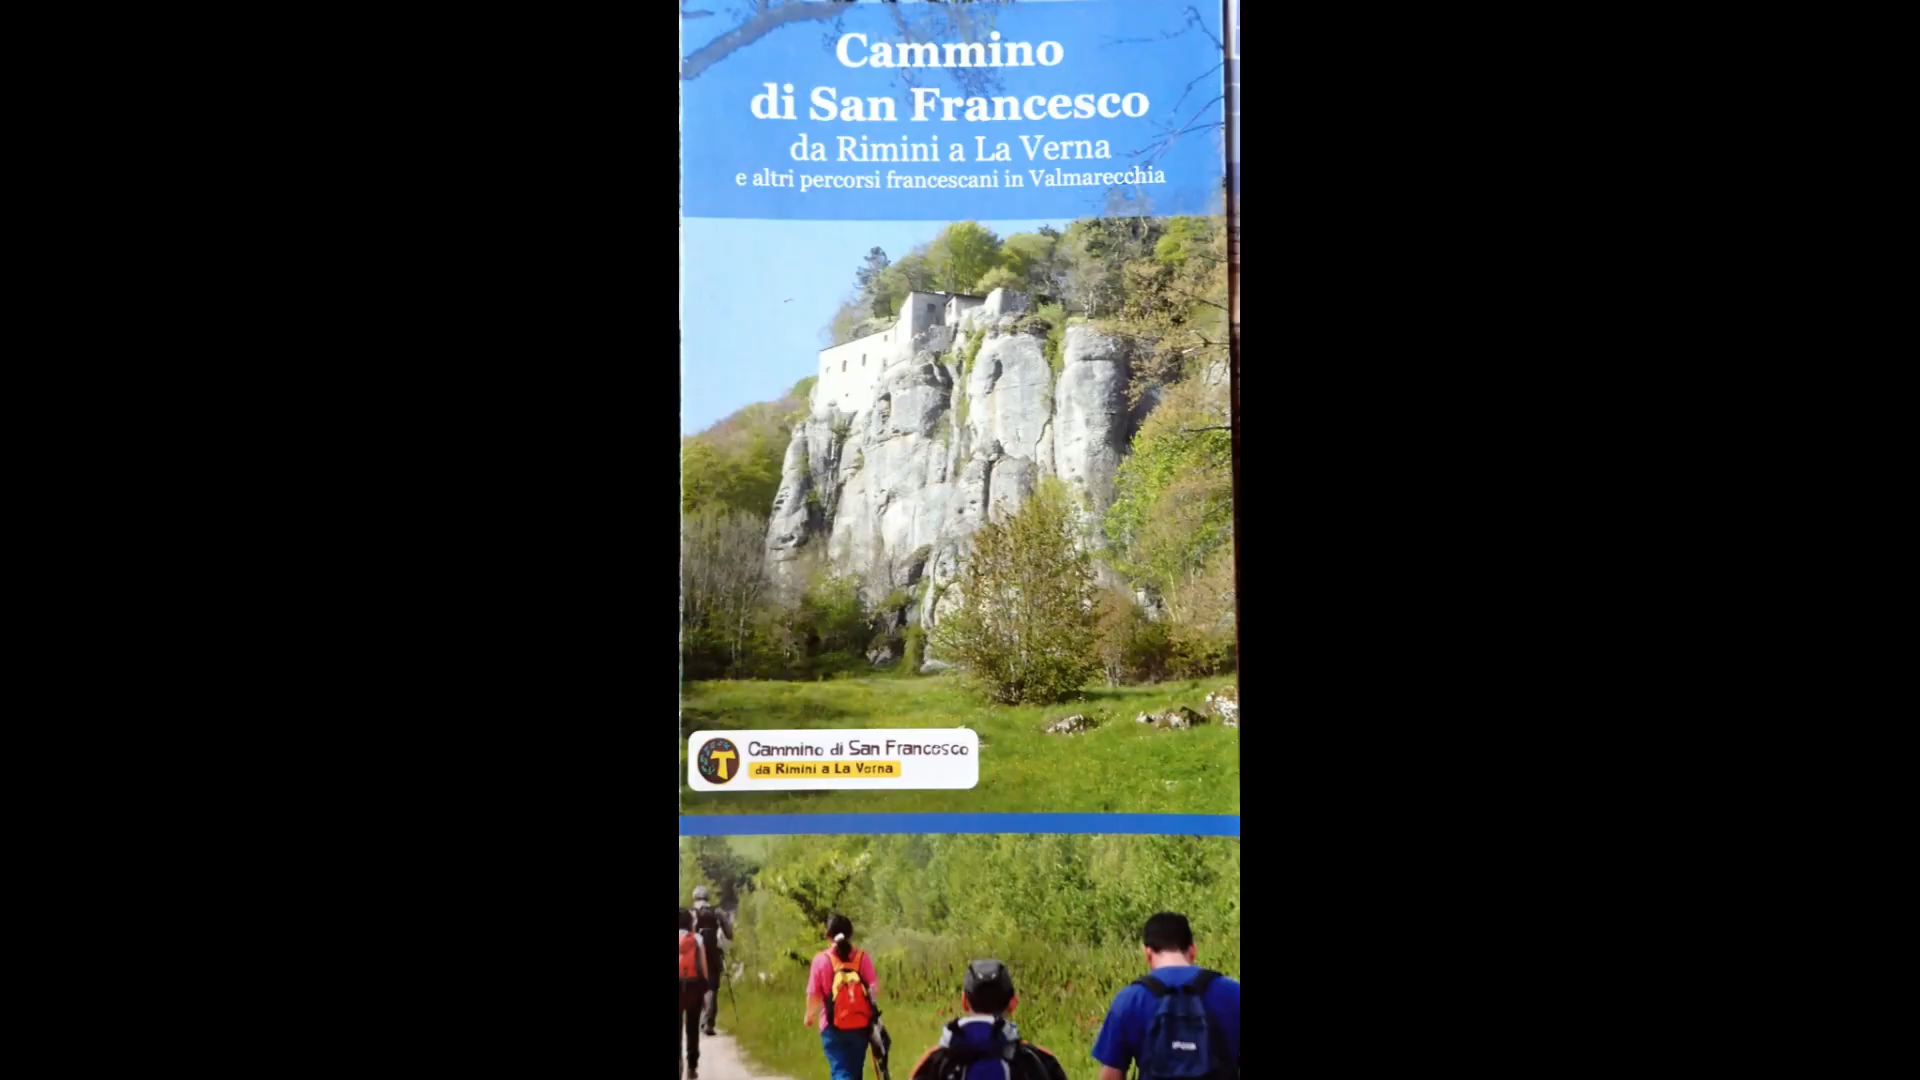 Cammino
di San Francesco
da Rimini a La Verna
e altri percorsi francescani in Valmarecchia
Cammino di San Francesco
da Rimini a La Verna